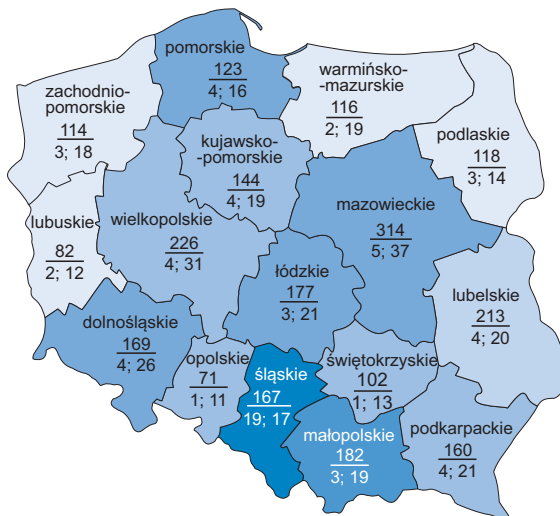 pomorskie
123
4; 16
warmińsko-
-mazurskie
116
2; 19
zachodnio-
pomorskie
114
3; 18
podlaskie
118
3; 14
kujawsko-
-pomorskie
144
4; 19
mazowieckie
314
5; 37
lubuskie
82
2; 12
wielkopolskie
226
4; 31
łódzkie
177
3; 21
lubelskie
213
4; 20
dolnośląskie
169
4; 26
opolskie
71
1; 11
śląskie
167
19; 17
świętokrzyskie
102
1; 13
małopolskie
182
3; 19
podkarpackie
160
4; 21